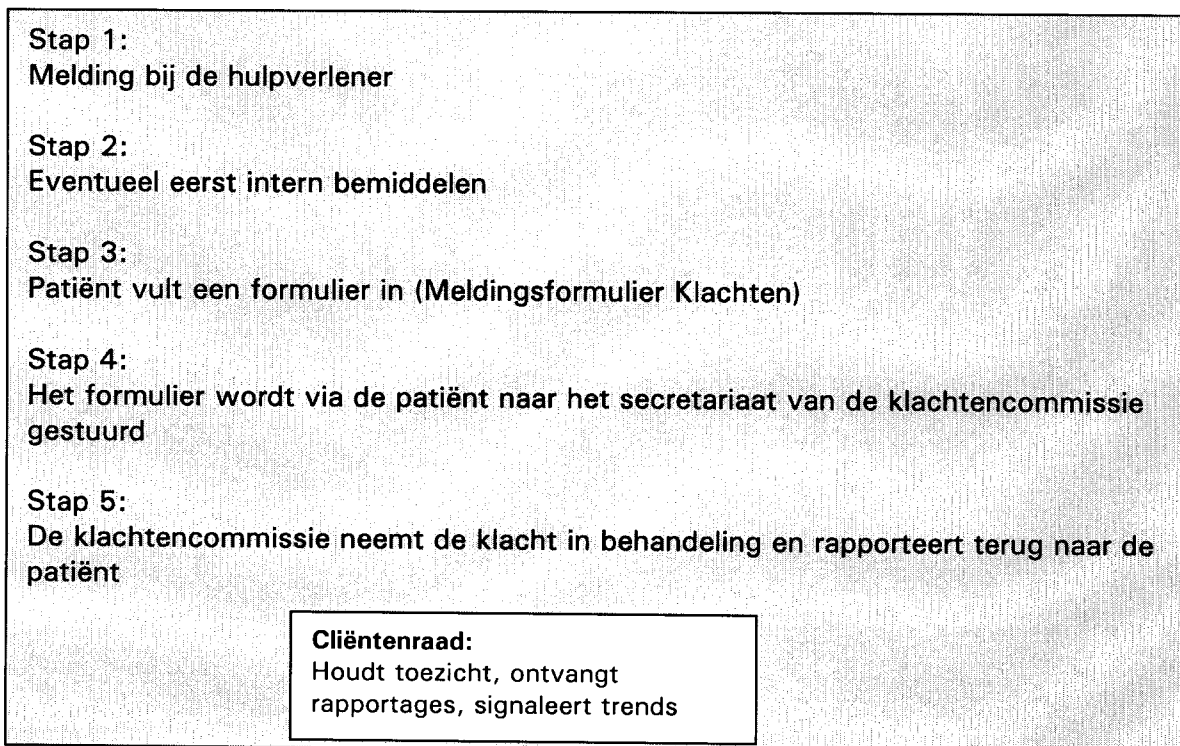 Stap 1:
Melding bij de hulpverlener
Stap 2:
Eventueel eerst intern bemiddelen
Stap 3:
Patiënt vult een formulier in (Meldingsformulier Klachten)
Stap 4:
Het formulier wordt via de patiënt naar het secretariaat van de klachtencommissie
gestuurd
Stap 5:
De klachtencommissie neemt de klacht in behandeling en rapporteert terug naar de
patiënt
Cliëntenraad:
Houdt toezicht, ontvangt
rapportages, signaleert trends